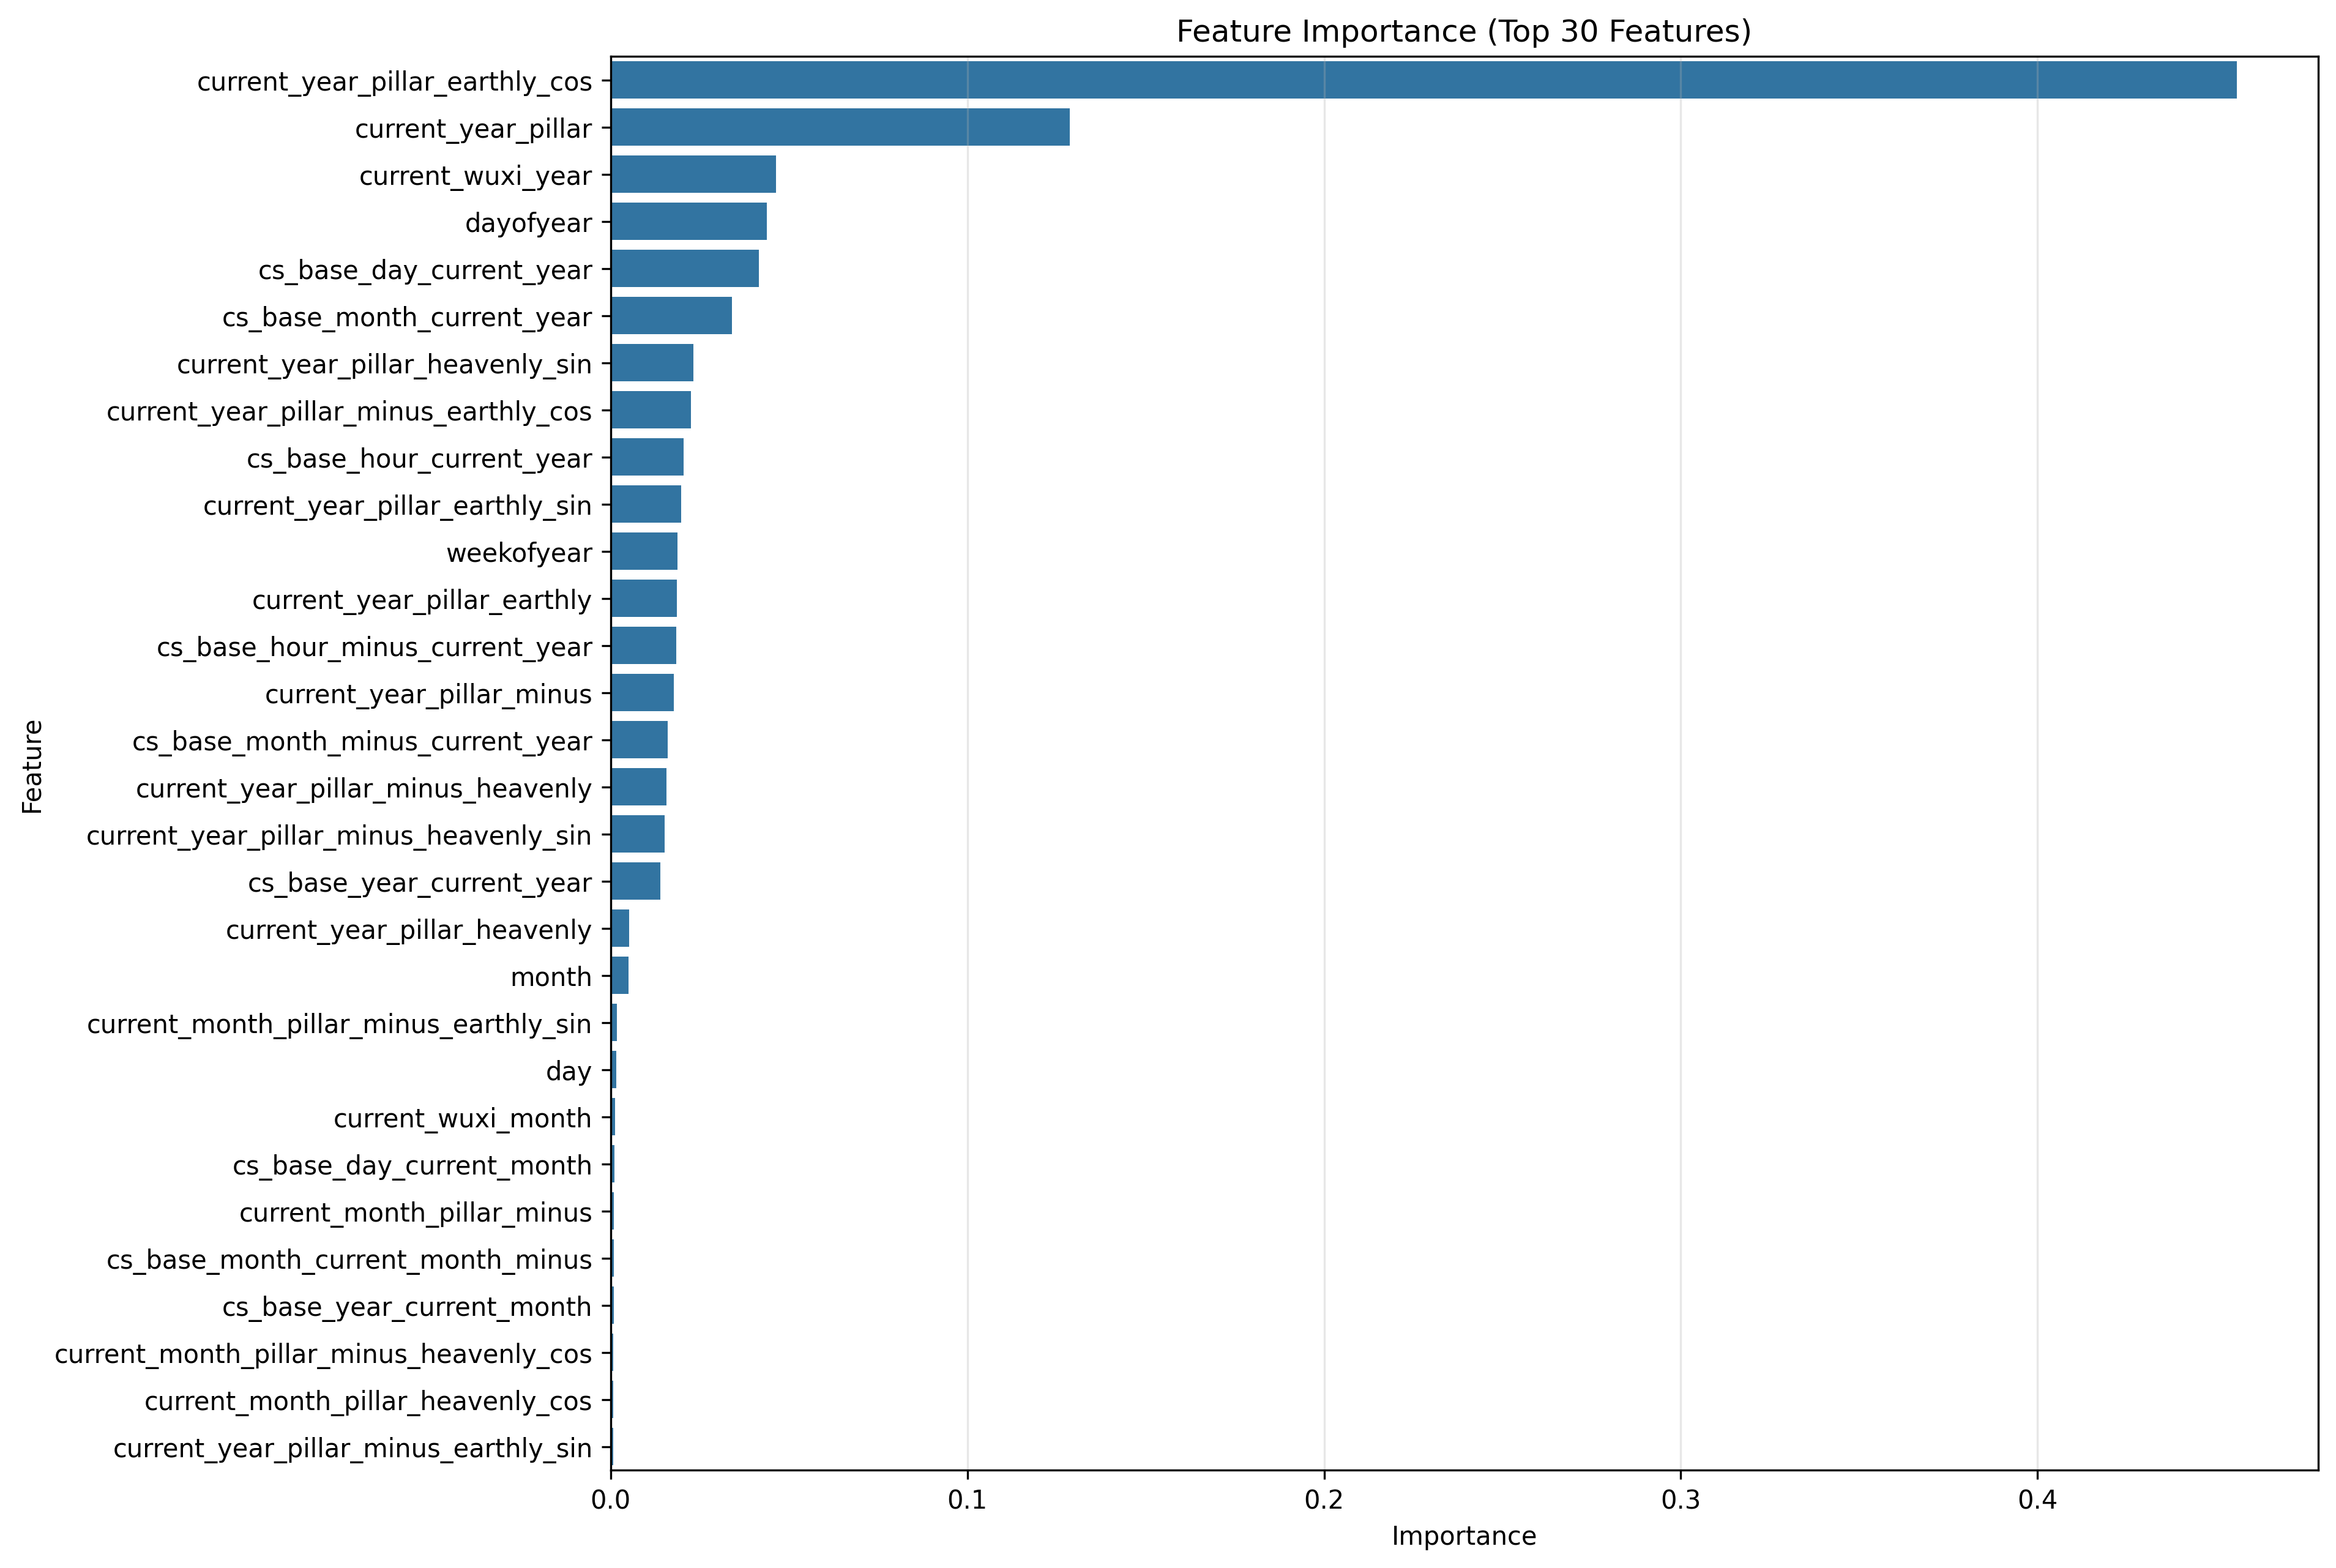 Feature Importance (Top 30 Features)
current_year_pillar_earthly_cos
current_year_pillar
current_wuxi_year
dayofyear
cs_base_day_current_year
cs_base_month_current_year
current_year_pillar_heavenly_sin
current_year_pillar_minus_earthly_cos
cs_base_hour_current_year
current_year_pillar_earthly_sin
weekofyear
current_year_pillar_earthly
cs_base_hour_minus_current_year
current_year_pillar_minus
cs_base_month_minus_current_year
current_year_pillar_minus_heavenly
current_year_pillar_minus_heavenly_sin
cs_base_year_current_year
current_year_pillar_heavenly
month
current_month_pillar_minus_earthly_sin
day
current_wuxi_month
cs_base_day_current_month
current_month_pillar_minus
cs_base_month_current_month_minus
cs_base_year_current_month
current_month_pillar_minus_heavenly_cos
current_month_pillar_heavenly_cos
current_year_pillar_minus_earthly_sin
Feature
0.0 0.1 0.2 0.3 0.4
Importance